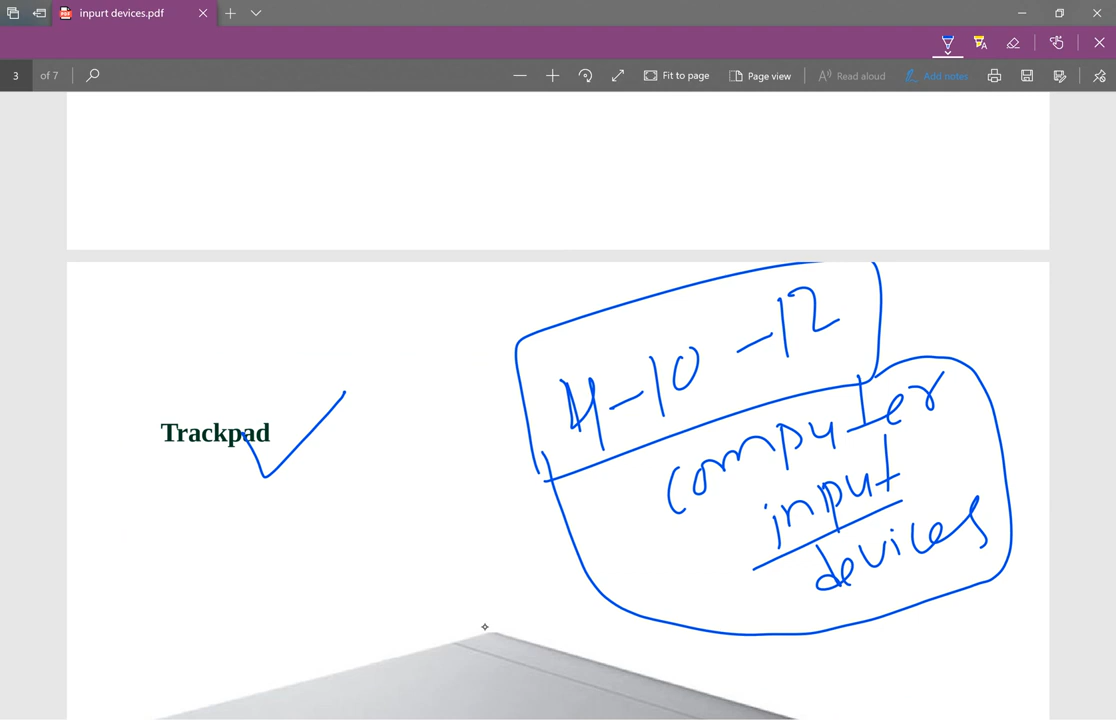 inpurt devices.pdf
3 of 7
Fit to page
Page view
Read aloud
Add notes
4-10-12
Trackpad
computer
input
devices